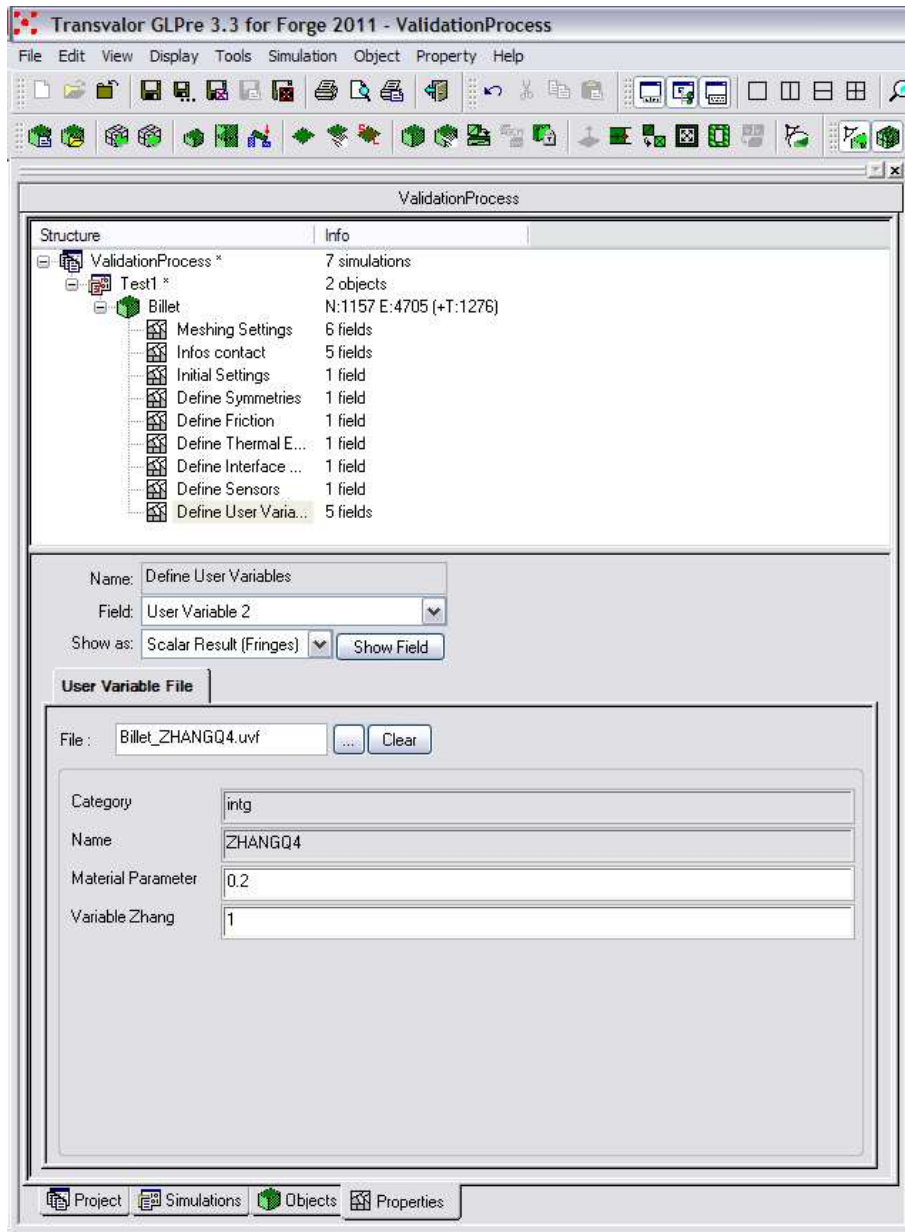 Transvalor GLPre 3.3 for Forge 2011 - ValidationProcess
File Edit View Display Tools Simulation Object Property Help
ValidationProcess
Structure Info
ValidationProcess * 7 simulations
Test1 * 2 objects
Billet N:1157 E:4705 (+T:1276)
Meshing Settings 6 fields
Infos contact 5 fields
Initial Settings 1 field
Define Symmetries 1 field
Define Friction 1 field
Define Thermal E... 1 field
Define Interface ... 1 field
Define Sensors 1 field
Define User Varia... 5 fields
Name: Define User Variables
Field: User Variable 2
Show as: Scalar Result (Fringes) Show Field
User Variable File
File : Billet_ZHANGQ4.uvf ... Clear
Category intg
Name ZHANGQ4
Material Parameter 0.2
Variable Zhang 1
Project Simulations Objects Properties